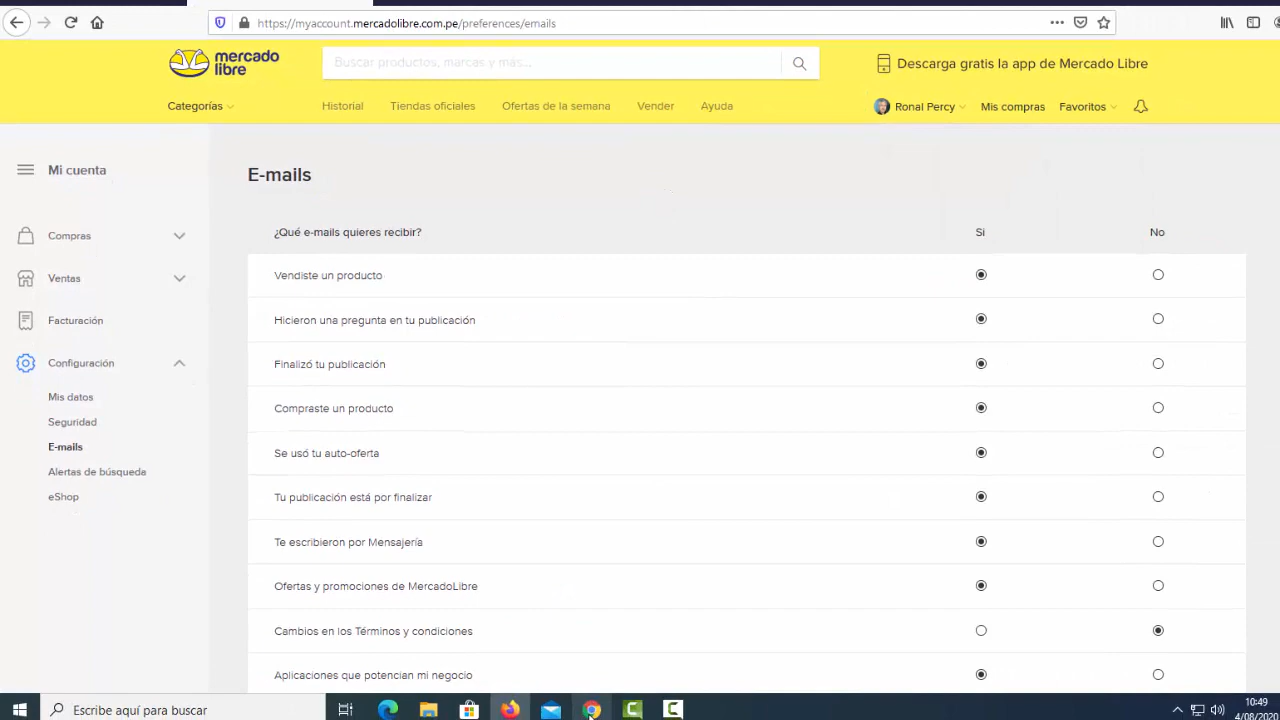 https://myaccount.mercadolibre.com.pe/preferences/emails
mercado
libre
Buscar productos, marcas y más...
Descarga gratis la app de Mercado Libre
Categorías
Historial
Tiendas oficiales
Ofertas de la semana
Vender
Ayuda
Ronal Percy
Mis compras
Favoritos
Mi cuenta
Compras
Ventas
Facturación
Configuración
Mis datos
Seguridad
E-mails
Alertas de búsqueda
eShop
E-mails
¿Qué e-mails quieres recibir? Si No
Vendiste un producto
Hicieron una pregunta en tu publicación
Finalizó tu publicación
Compraste un producto
Se usó tu auto-oferta
Tu publicación está por finalizar
Te escribieron por Mensajería
Ofertas y promociones de MercadoLibre
Cambios en los Términos y condiciones
Aplicaciones que potencian mi negocio
Escribe aquí para buscar
10:49
4/08/2020